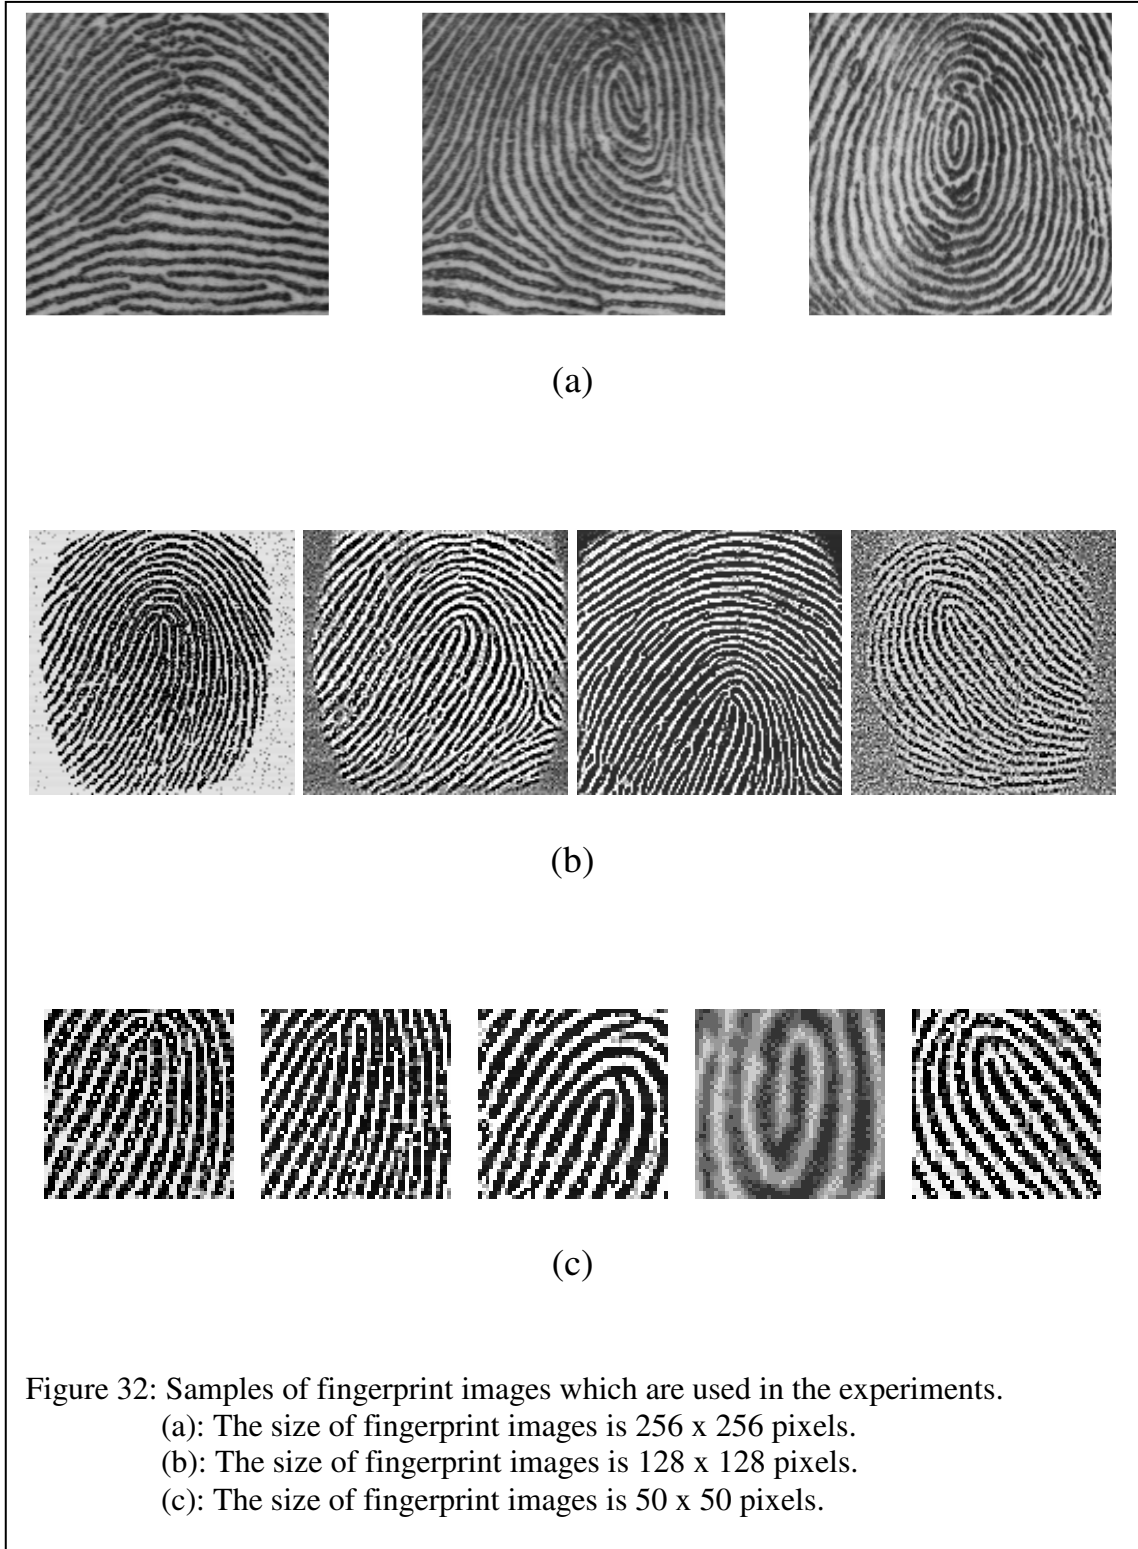 (a)
(b)
(c)
Figure 32: Samples of fingerprint images which are used in the experiments.
(a): The size of fingerprint images is 256 x 256 pixels.
(b): The size of fingerprint images is 128 x 128 pixels.
(c): The size of fingerprint images is 50 x 50 pixels.